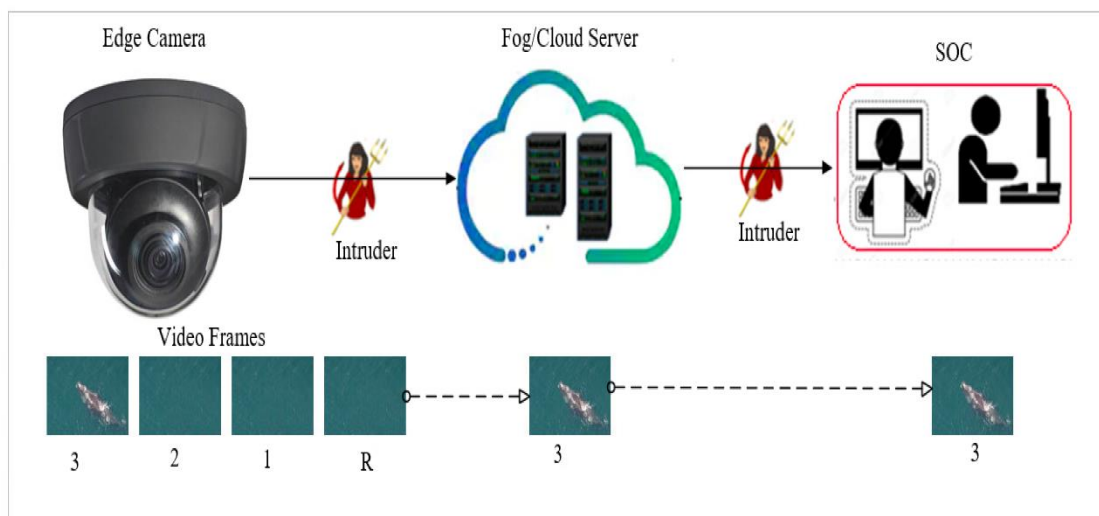 Edge Camera
Fog/Cloud Server
SOC
Intruder
Intruder
Video Frames
3
2
1
R
3
3